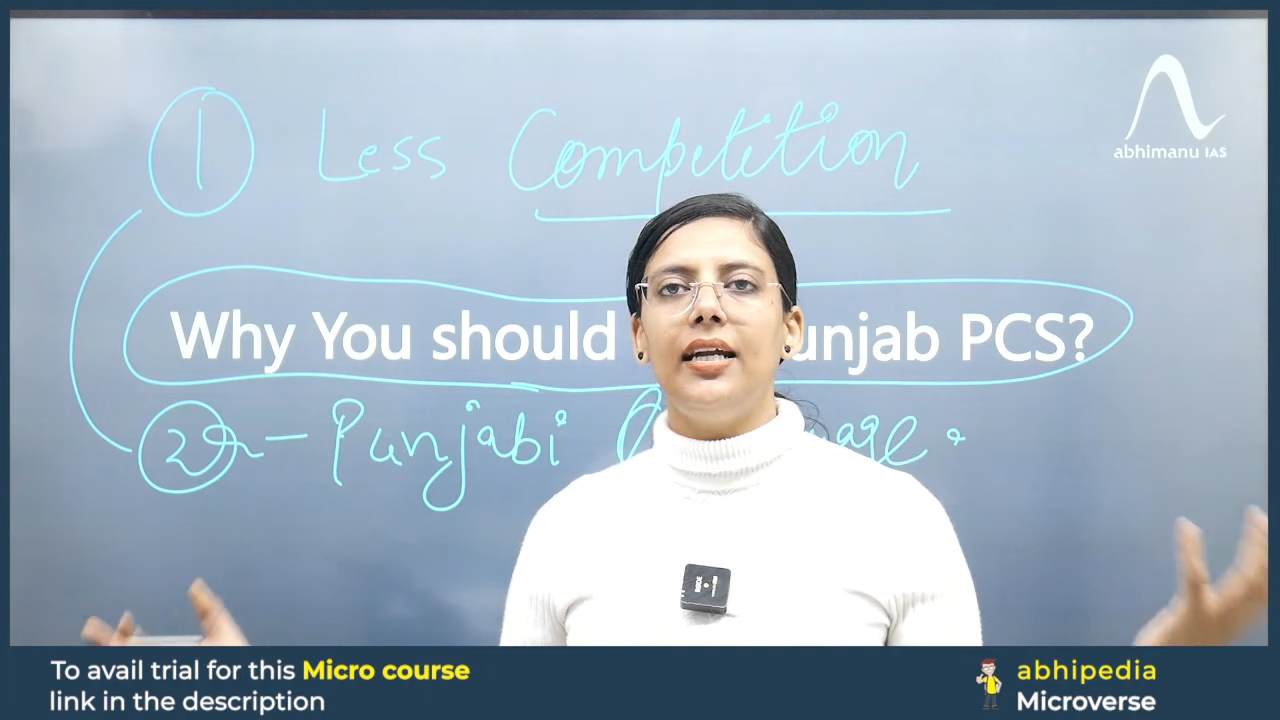 abhimanu IAS
1 Less Competition
Why You should unjab PCS?
2 - Punjabi
RØDE
To avail trial for this Micro course
link in the description
abhipedia
Microverse